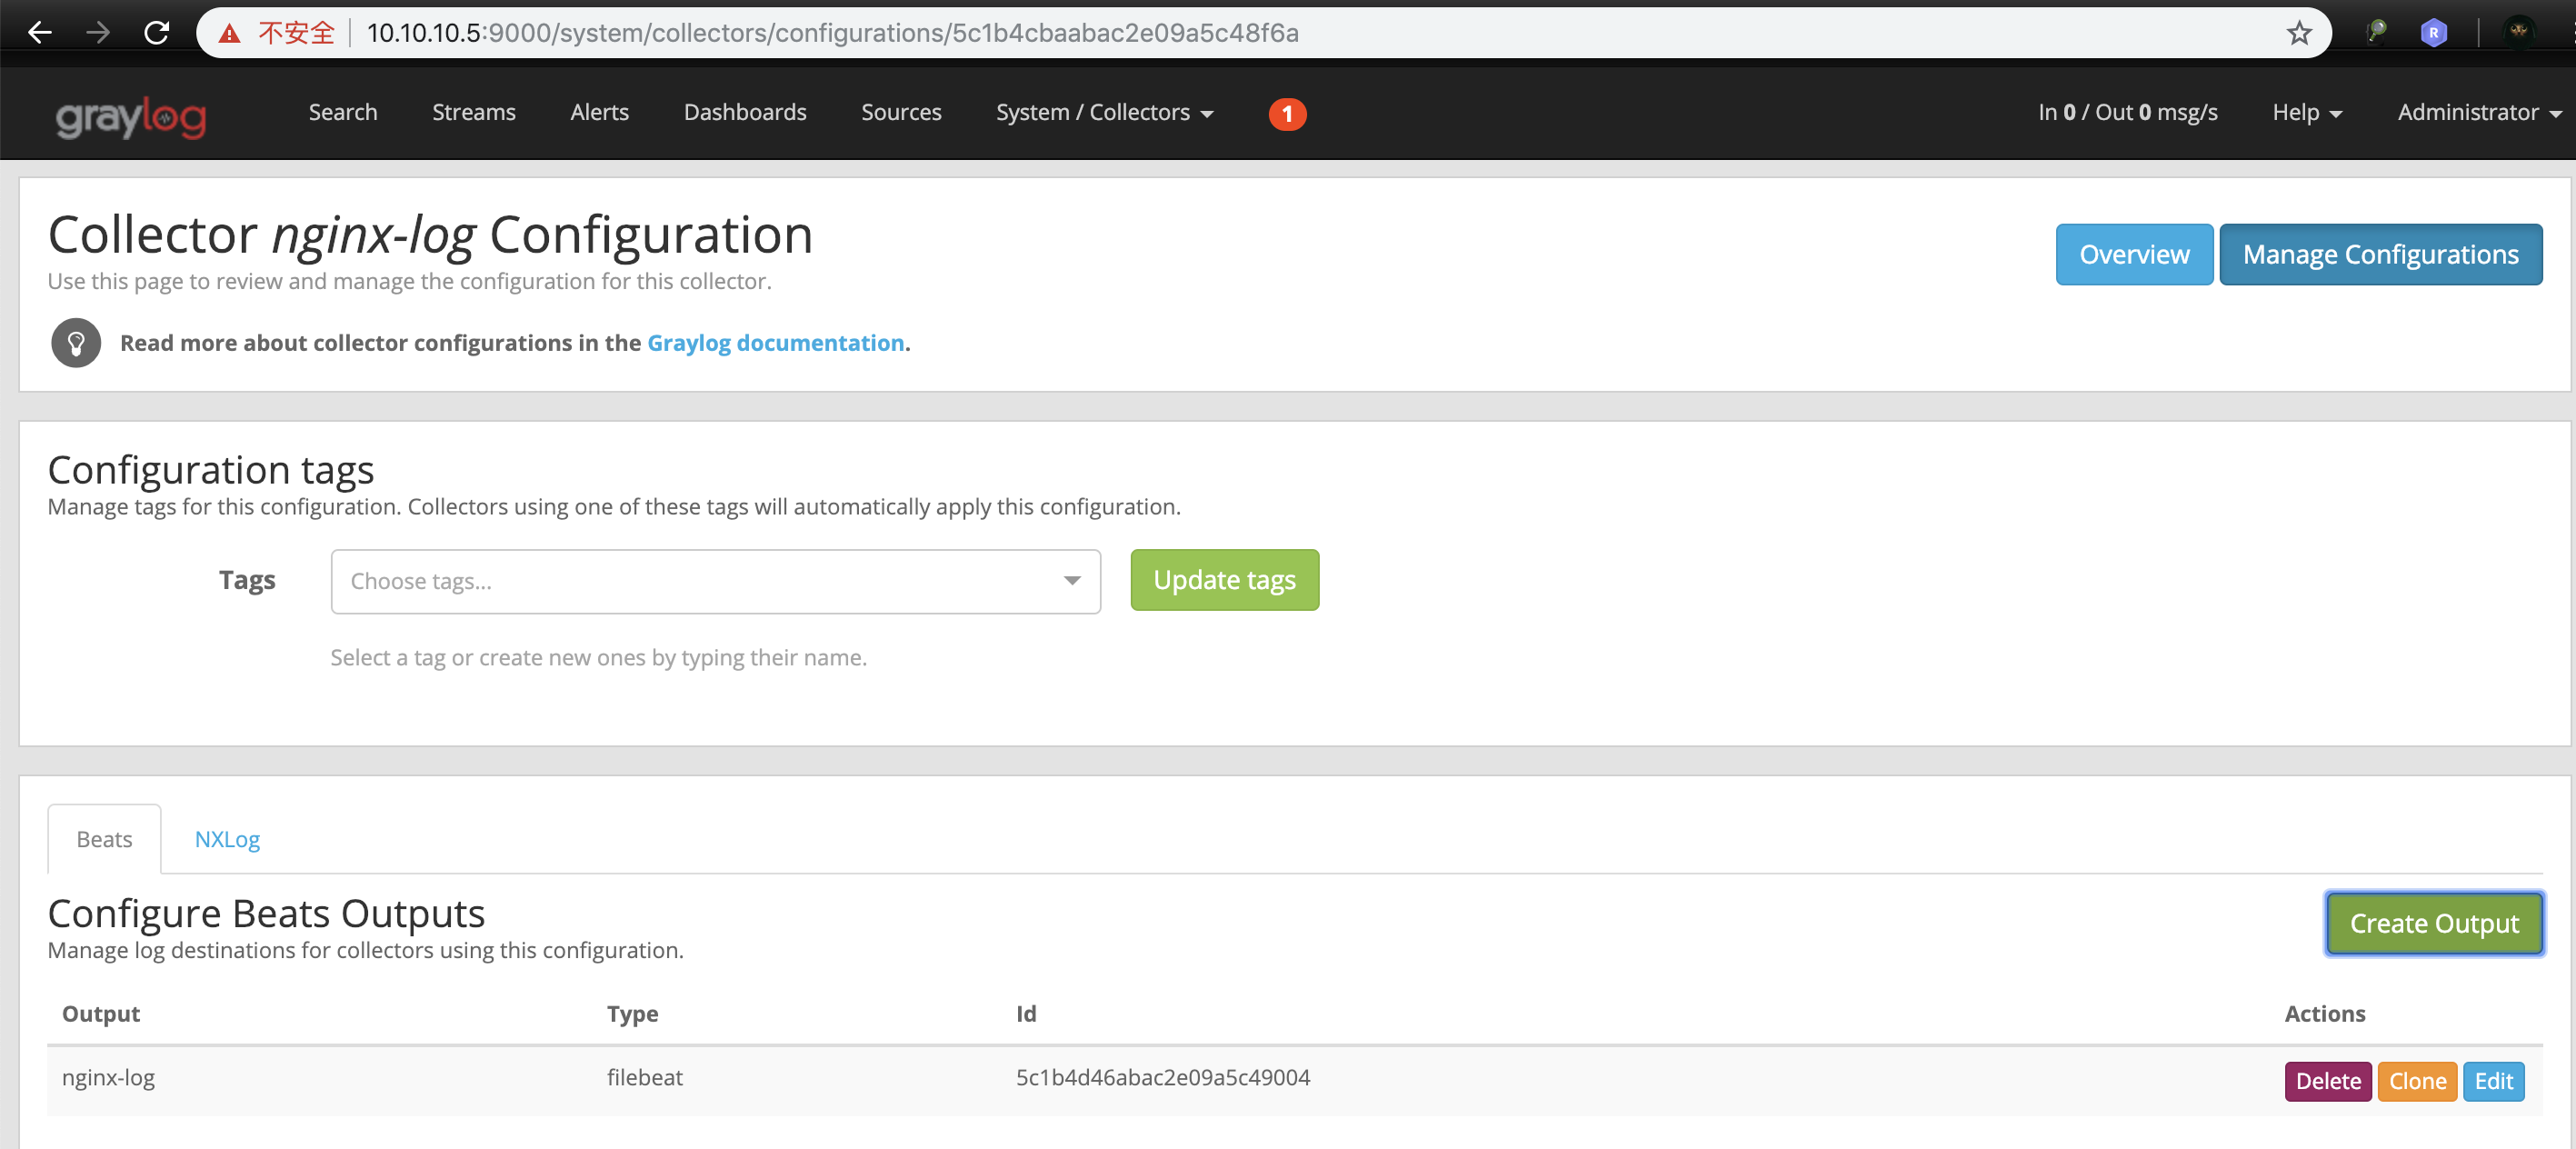 不安全 10.10.10.5:9000/system/collectors/configurations/5c1b4cbaabac2e09a5c48f6a R
graylog Search Streams Alerts Dashboards Sources System / Collectors 1 In 0 / Out 0 msg/s Help Administrator
Collector nginx-log Configuration
Overview Manage Configurations
Use this page to review and manage the configuration for this collector.
Read more about collector configurations in the Graylog documentation.
Configuration tags
Manage tags for this configuration. Collectors using one of these tags will automatically apply this configuration.
Tags Choose tags... Update tags
Select a tag or create new ones by typing their name.
Beats NXLog
Configure Beats Outputs
Create Output
Manage log destinations for collectors using this configuration.
Output Type Id Actions
nginx-log filebeat 5c1b4d46abac2e09a5c49004 Delete Clone Edit